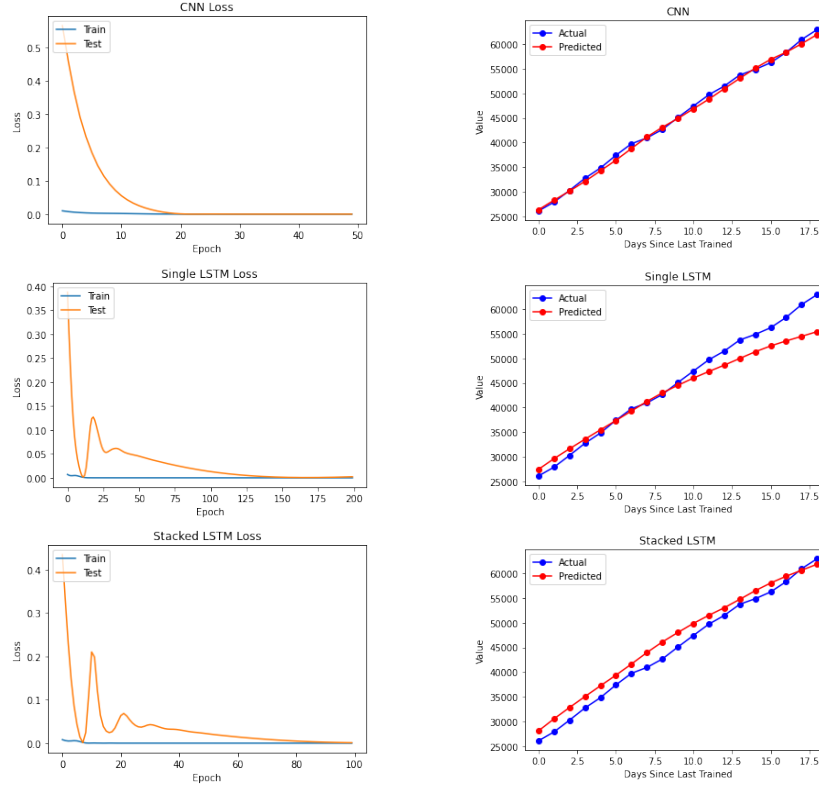 CNN Loss
Train
Test
0.5
0.4
0.3
0.2
0.1
0.0
Loss
0 10 20 30 40 50
Epoch
CNN
Actual
Predicted
60000
55000
50000
45000
40000
35000
30000
25000
Value
0.0 2.5 5.0 7.5 10.0 12.5 15.0 17.5
Days Since Last Trained
Single LSTM Loss
Train
Test
0.40
0.35
0.30
0.25
0.20
0.15
0.10
0.05
0.00
Loss
0 25 50 75 100 125 150 175 200
Epoch
Single LSTM
Actual
Predicted
60000
55000
50000
45000
40000
35000
30000
25000
Value
0.0 2.5 5.0 7.5 10.0 12.5 15.0 17.5
Days Since Last Trained
Stacked LSTM Loss
Train
Test
0.4
0.3
0.2
0.1
0.0
Loss
0 20 40 60 80 100
Epoch
Stacked LSTM
Actual
Predicted
60000
55000
50000
45000
40000
35000
30000
25000
Value
0.0 2.5 5.0 7.5 10.0 12.5 15.0 17.5
Days Since Last Trained